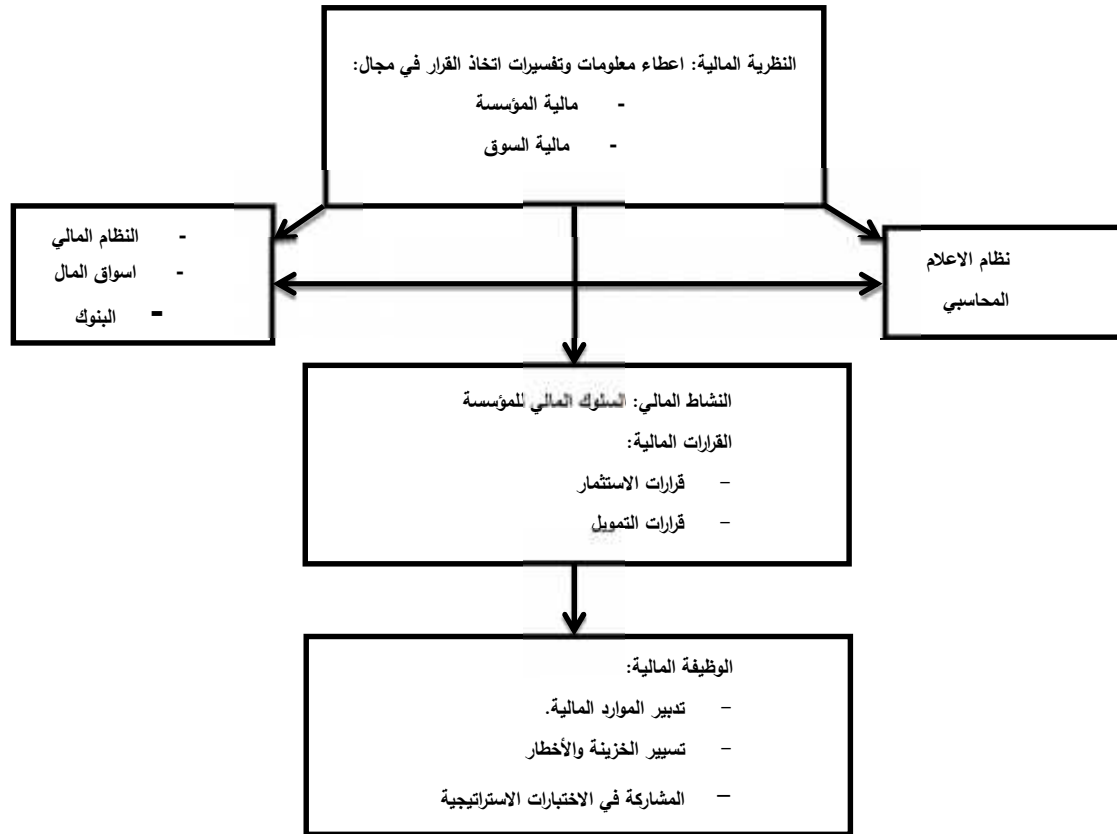 النظرية المالية: اعطاء معلومات وتفسيرات اتخاذ القرار في مجال:
- مالية المؤسسة
- مالية السوق
نظام الاعلام
المحاسبي
- النظام المالي
- اسواق المال
- البنوك
النشاط المالي: السلوك المالي للمؤسسة
القرارات المالية:
- قرارات الاستثمار
- قرارات التمويل
الوظيفة المالية:
- تدبير الموارد المالية.
- تسيير الخزينة والأخطار
- المشاركة في الاختبارات الاستراتيجية